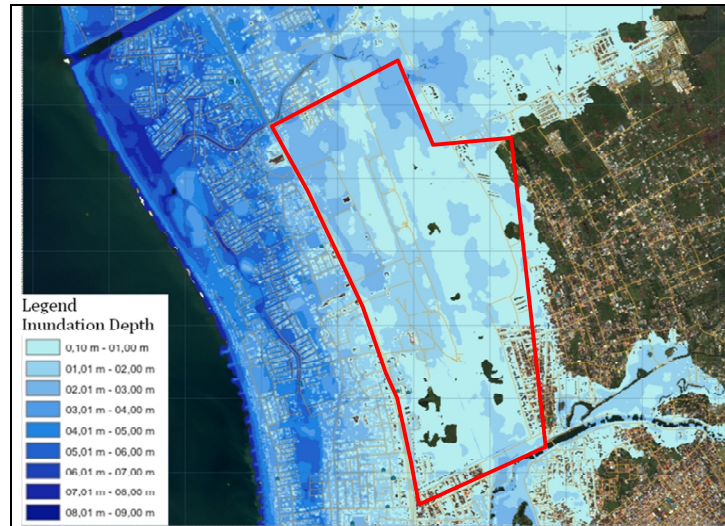 Legend
Inundation Depth
0,10 m - 01,00 m
01,01 m - 02,00 m
02,01 m - 03,00 m
03,01 m - 04,00 m
04,01 m - 05,00 m
05,01 m - 06,00 m
06,01 m - 07,00 m
07,01 m - 08,00 m
08,01 m - 09,00 m